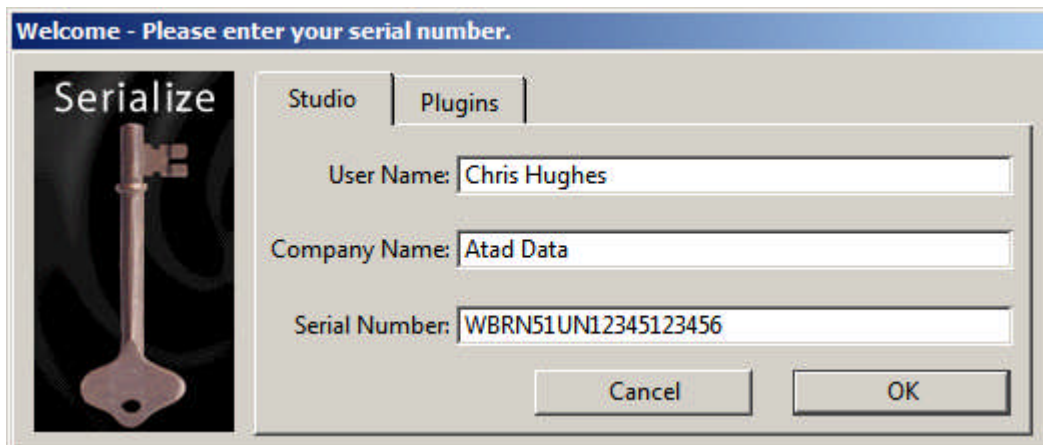 Welcome - Please enter your serial number.
Serialize
Studio
Plugins
User Name: Chris Hughes
Company Name: Atad Data
Serial Number: WBRN51UN12345123456
Cancel
OK